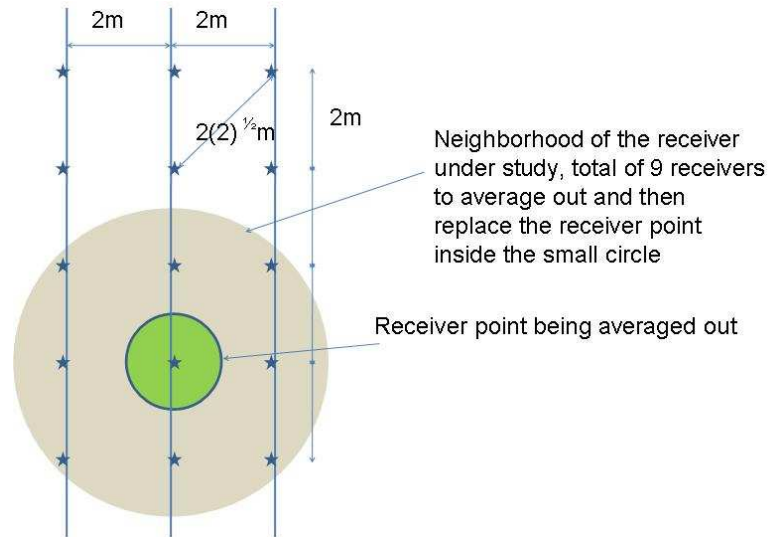 2m 2m
2(2) ½m
2m
Neighborhood of the receiver
under study, total of 9 receivers
to average out and then
replace the receiver point
inside the small circle
Receiver point being averaged out